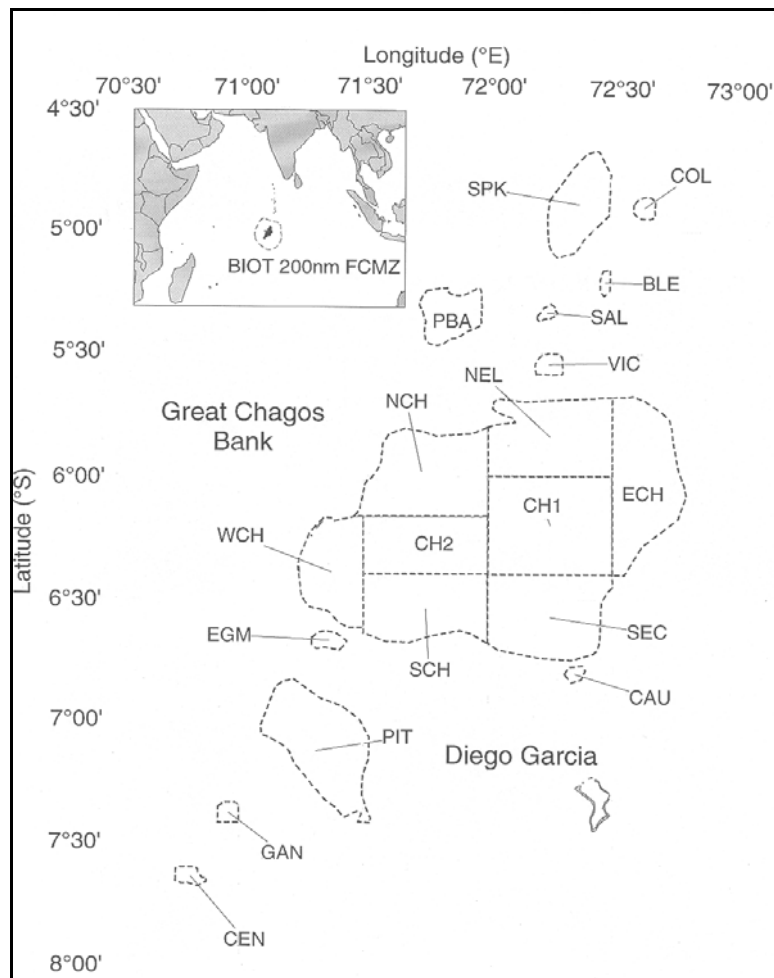 Longitude (°E)
70°30' 71°00' 71°30' 72°00' 72°30' 73°00'
4°30'
SPK
COL
5°00'
BIOT 200nm FCMZ
BLE
PBA
SAL
5°30'
VIC
NEL
NCH
Great Chagos
Bank
6°00'
Latitude (°S)
ECH
CH1
WCH
CH2
6°30'
EGM
SEC
SCH
CAU
7°00'
PIT
Diego Garcia
7°30'
GAN
CEN
8°00'